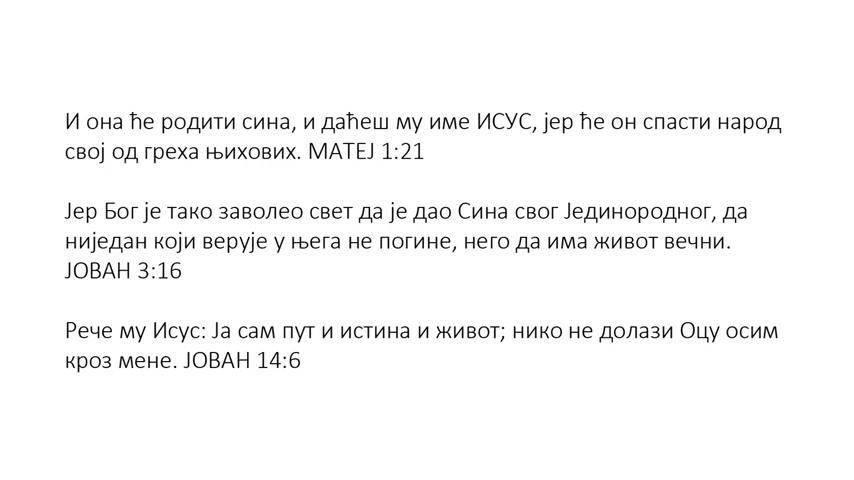 И она ће родити сина, и даћеш му име ИСУС, јер ће он спасти народ
свој од греха њихових. МАТЕЈ 1:21
Јер Бог је тако заволео свет да је дао Сина свог Јединородног, да
ниједан који верује у њега не погине, него да има живот вечни.
ЈОВАН 3:16
Рече му Исус: Ја сам пут и истина и живот; нико не долази Оцу осим
кроз мене. ЈОВАН 14:6